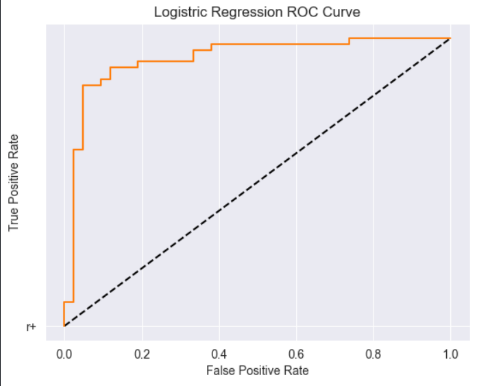 Logistric Regression ROC Curve
True Positive Rate
r+
0.0 0.2 0.4 0.6 0.8 1.0
False Positive Rate